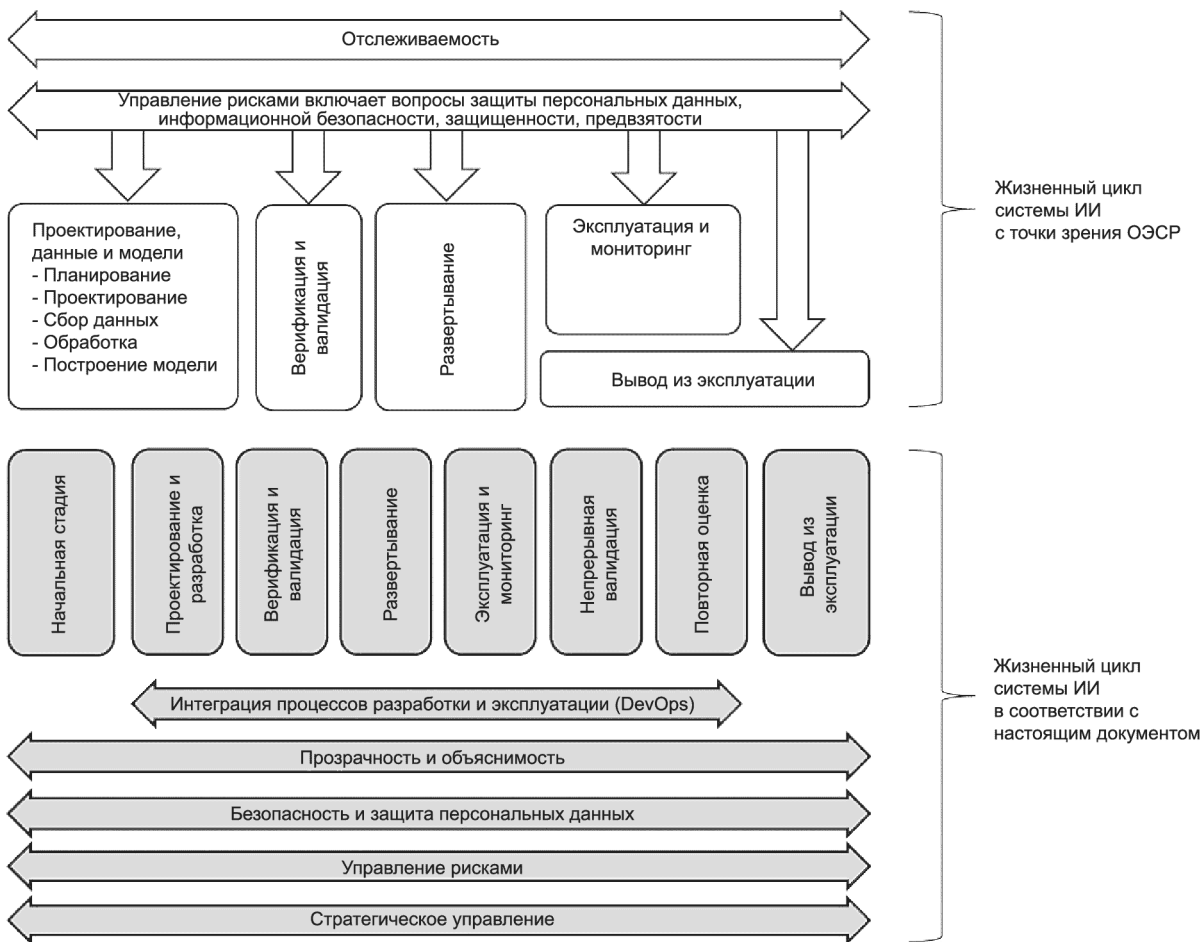 Отслеживаемость
Управление рисками включает вопросы защиты персональных данных,
информационной безопасности, защищенности, предвзятости
Проектирование,
данные и модели
- Планирование
- Проектирование
- Сбор данных
- Обработка
- Построение модели
Верификация и
валидация
Развертывание
Эксплуатация и
мониторинг
Вывод из эксплуатации
Жизненный цикл
системы ИИ
с точки зрения ОЭСР
Начальная стадия
Проектирование и
разработка
Верификация и
валидация
Развертывание
Эксплуатация и
мониторинг
Непрерывная
валидация
Повторная оценка
Вывод из
эксплуатации
Интеграция процессов разработки и эксплуатации (DevOps)
Прозрачность и объяснимость
Безопасность и защита персональных данных
Управление рисками
Стратегическое управление
Жизненный цикл
системы ИИ
в соответствии с
настоящим документом